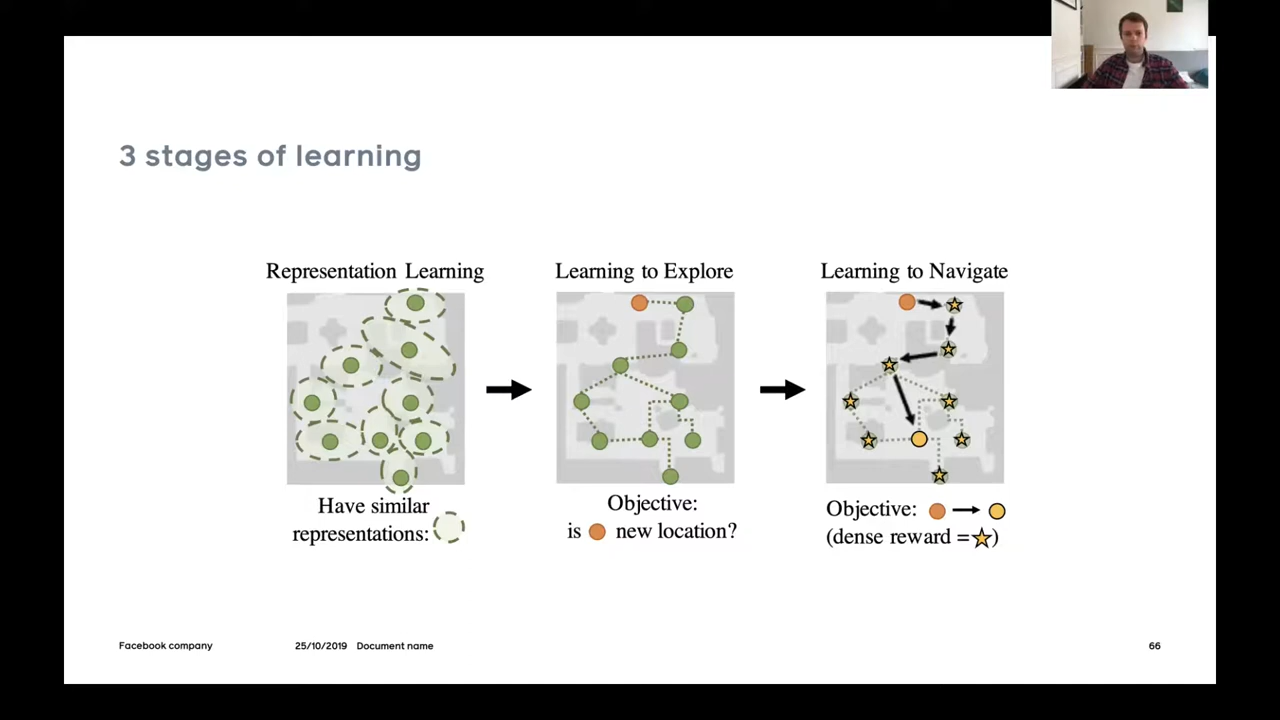 3 stages of learning
Representation Learning
Have similar
representations:
Learning to Explore
Objective:
is new location?
Learning to Navigate
Objective:
(dense reward = )
Facebook company
25/10/2019 Document name
66